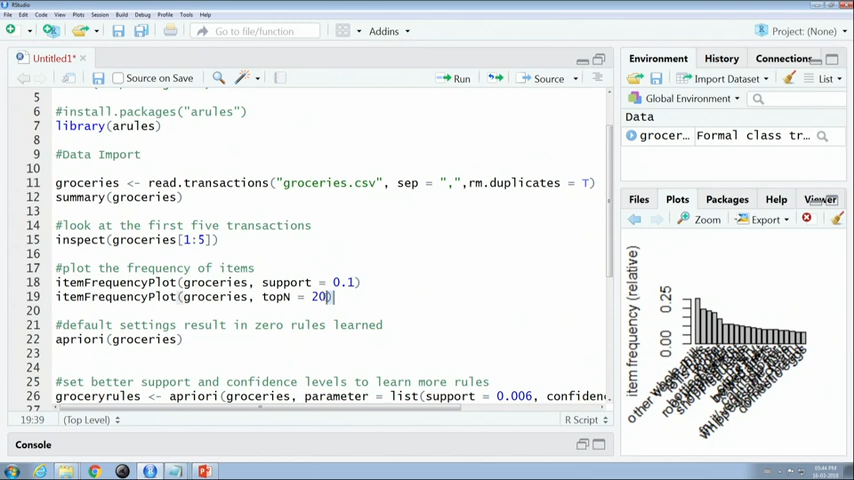 RStudio
File Edit Code View Plots Session Build Debug Profile Tools Help
Go to file/function
Addins
Project: (None)
Untitled1*
Source on Save
Run
Source
5
6 #install.packages("arules")
7 library(arules)
8
9 #Data Import
10
11 groceries <- read.transactions("groceries.csv", sep = ",",rm.duplicates = T)
12 summary(groceries)
13
14 #look at the first five transactions
15 inspect(groceries[1:5])
16
17 #plot the frequency of items
18 itemFrequencyPlot(groceries, support = 0.1)
19 itemFrequencyPlot(groceries, topN = 20)
20
21 #default settings result in zero rules learned
22 apriori(groceries)
23
24
25 #set better support and confidence levels to learn more rules
26 groceryrules <- apriori(groceries, parameter = list(support = 0.006, confidenc
27
19:39
(Top Level)
R Script
Console
Environment
History
Connections
Import Dataset
List
Global Environment
Data
grocer…
Formal class tr…
Files
Plots
Packages
Help
Viewer
Zoom
Export
item frequency (relative)
0.25
0.00
05:44 PM